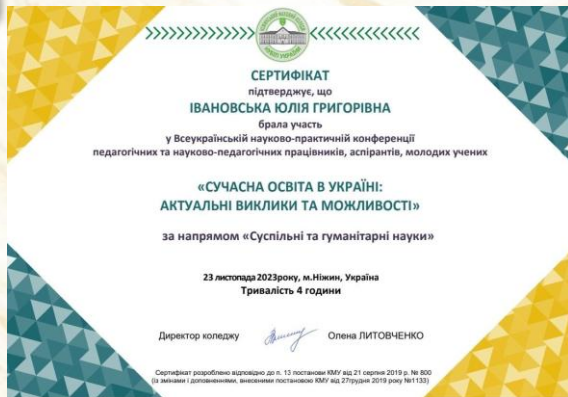 СЕРТИФІКАТ
підтверджує, що
ІВАНОВСЬКА ЮЛІЯ ГРИГОРІВНА
брала участь
у Всеукраїнській науково-практичній конференції
педагогічних та науково-педагогічних працівників, аспірантів, молодих учених
«СУЧАСНА ОСВІТА В УКРАЇНІ:
АКТУАЛЬНІ ВИКЛИКИ ТА МОЖЛИВОСТІ»
за напрямом «Суспільні та гуманітарні науки»
23 листопада 2023року, м.Ніжин, Україна
Тривалість 4 години
Директор коледжу Олена ЛИТОВЧЕНКО
Сертифікат розроблено відповідно до п. 13 постанови КМУ від 21 серпня 2019 р. № 800
(із змінами і доповненнями, внесеними постановою КМУ від 27грудня 2019 року №1133)